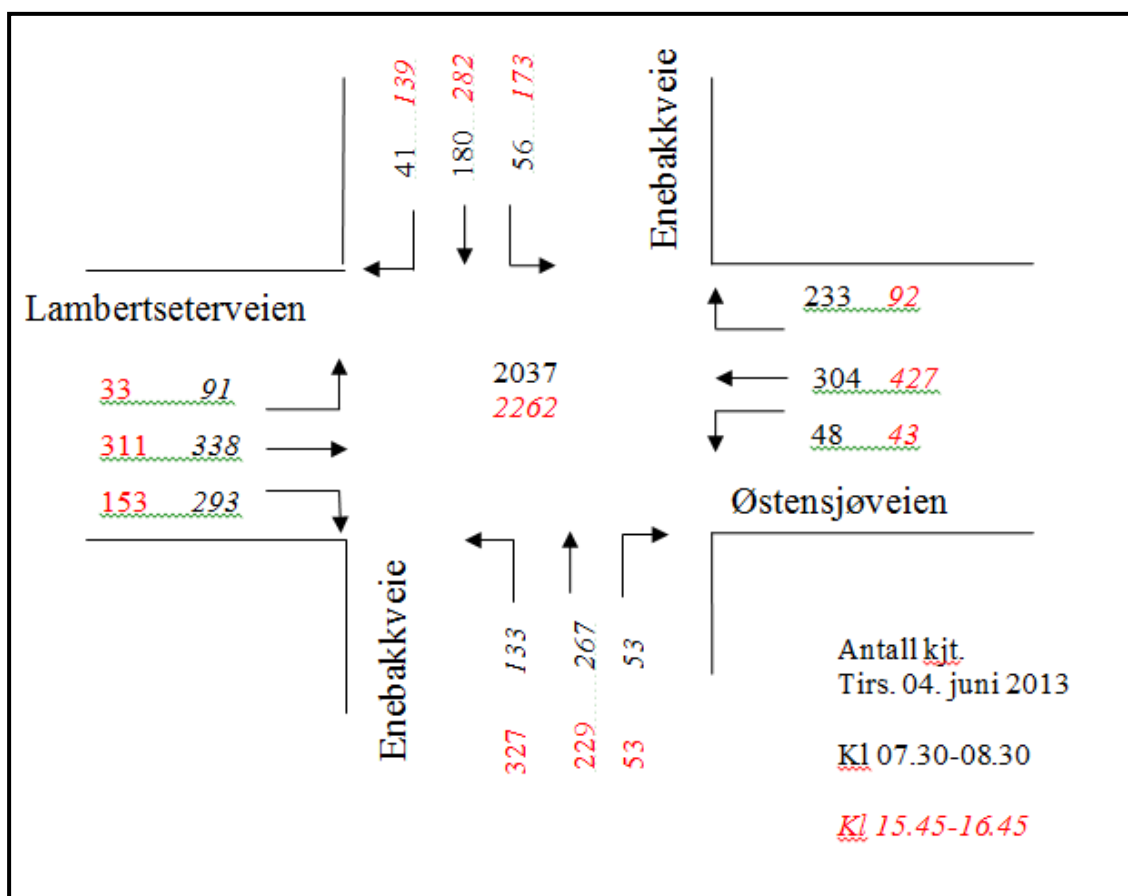 41 139
180 282
56 173
Enebakkveie
Lambertseterveien
233 92
304 427
48 43
2037
2262
33 91
311 338
153 293
Østensjøveien
Enebakkveie
327 133
229 267
53 53
Antall kjt.
Tirs. 04. juni 2013
Kl 07.30-08.30
Kl 15.45-16.45